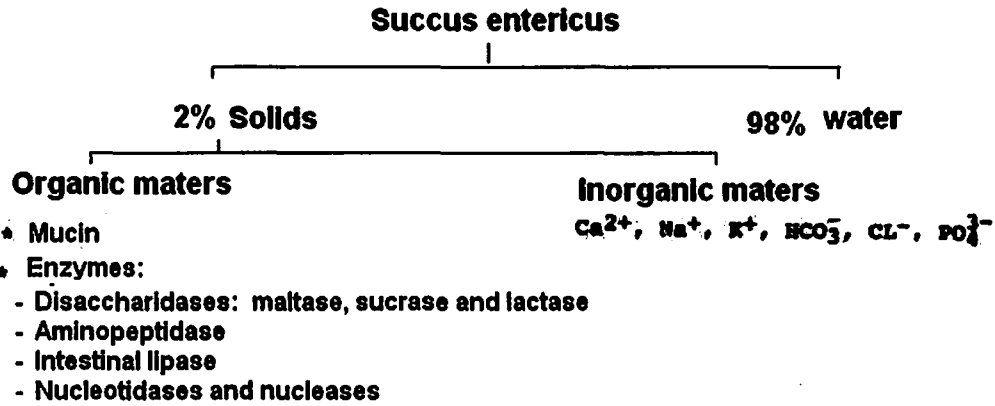 Succus entericus
2% Solids
98% water
Organic maters
Inorganic maters
Ca²⁺, Na⁺, K⁺, HCO₃⁻, CL⁻, PO₄³⁻
* Mucin
* Enzymes:
- Disaccharidases: maltase, sucrase and lactase
- Aminopeptidase
- Intestinal lipase
- Nucleotidases and nucleases